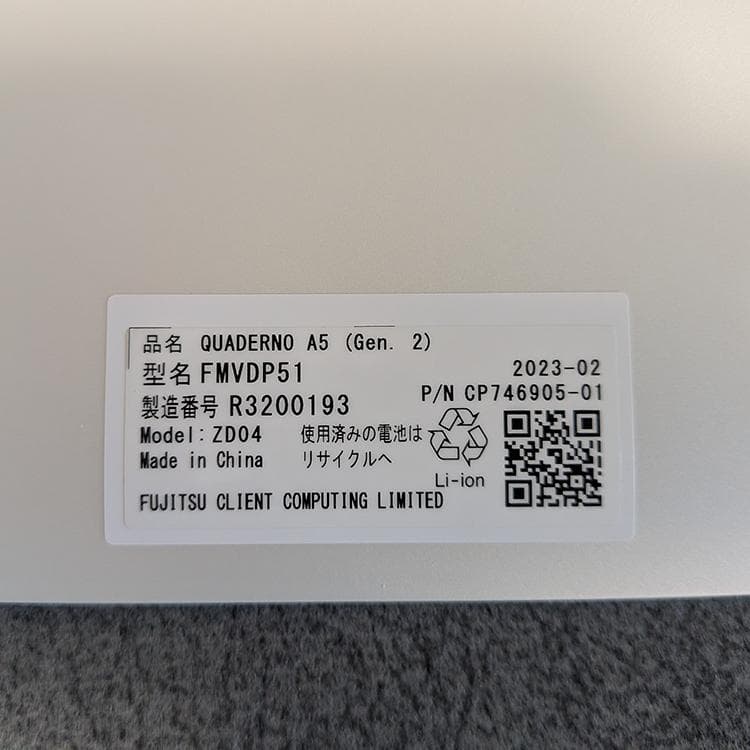 品名 QUADERNO A5 (Gen. 2)
型名 FMVDP51
2023-02
P/N CP746905-01
製造番号 R3200193
Model: ZD04
使用済みの電池は
Made in China
リサイクルへ
Li-ion
FUJITSU CLIENT COMPUTING LIMITED